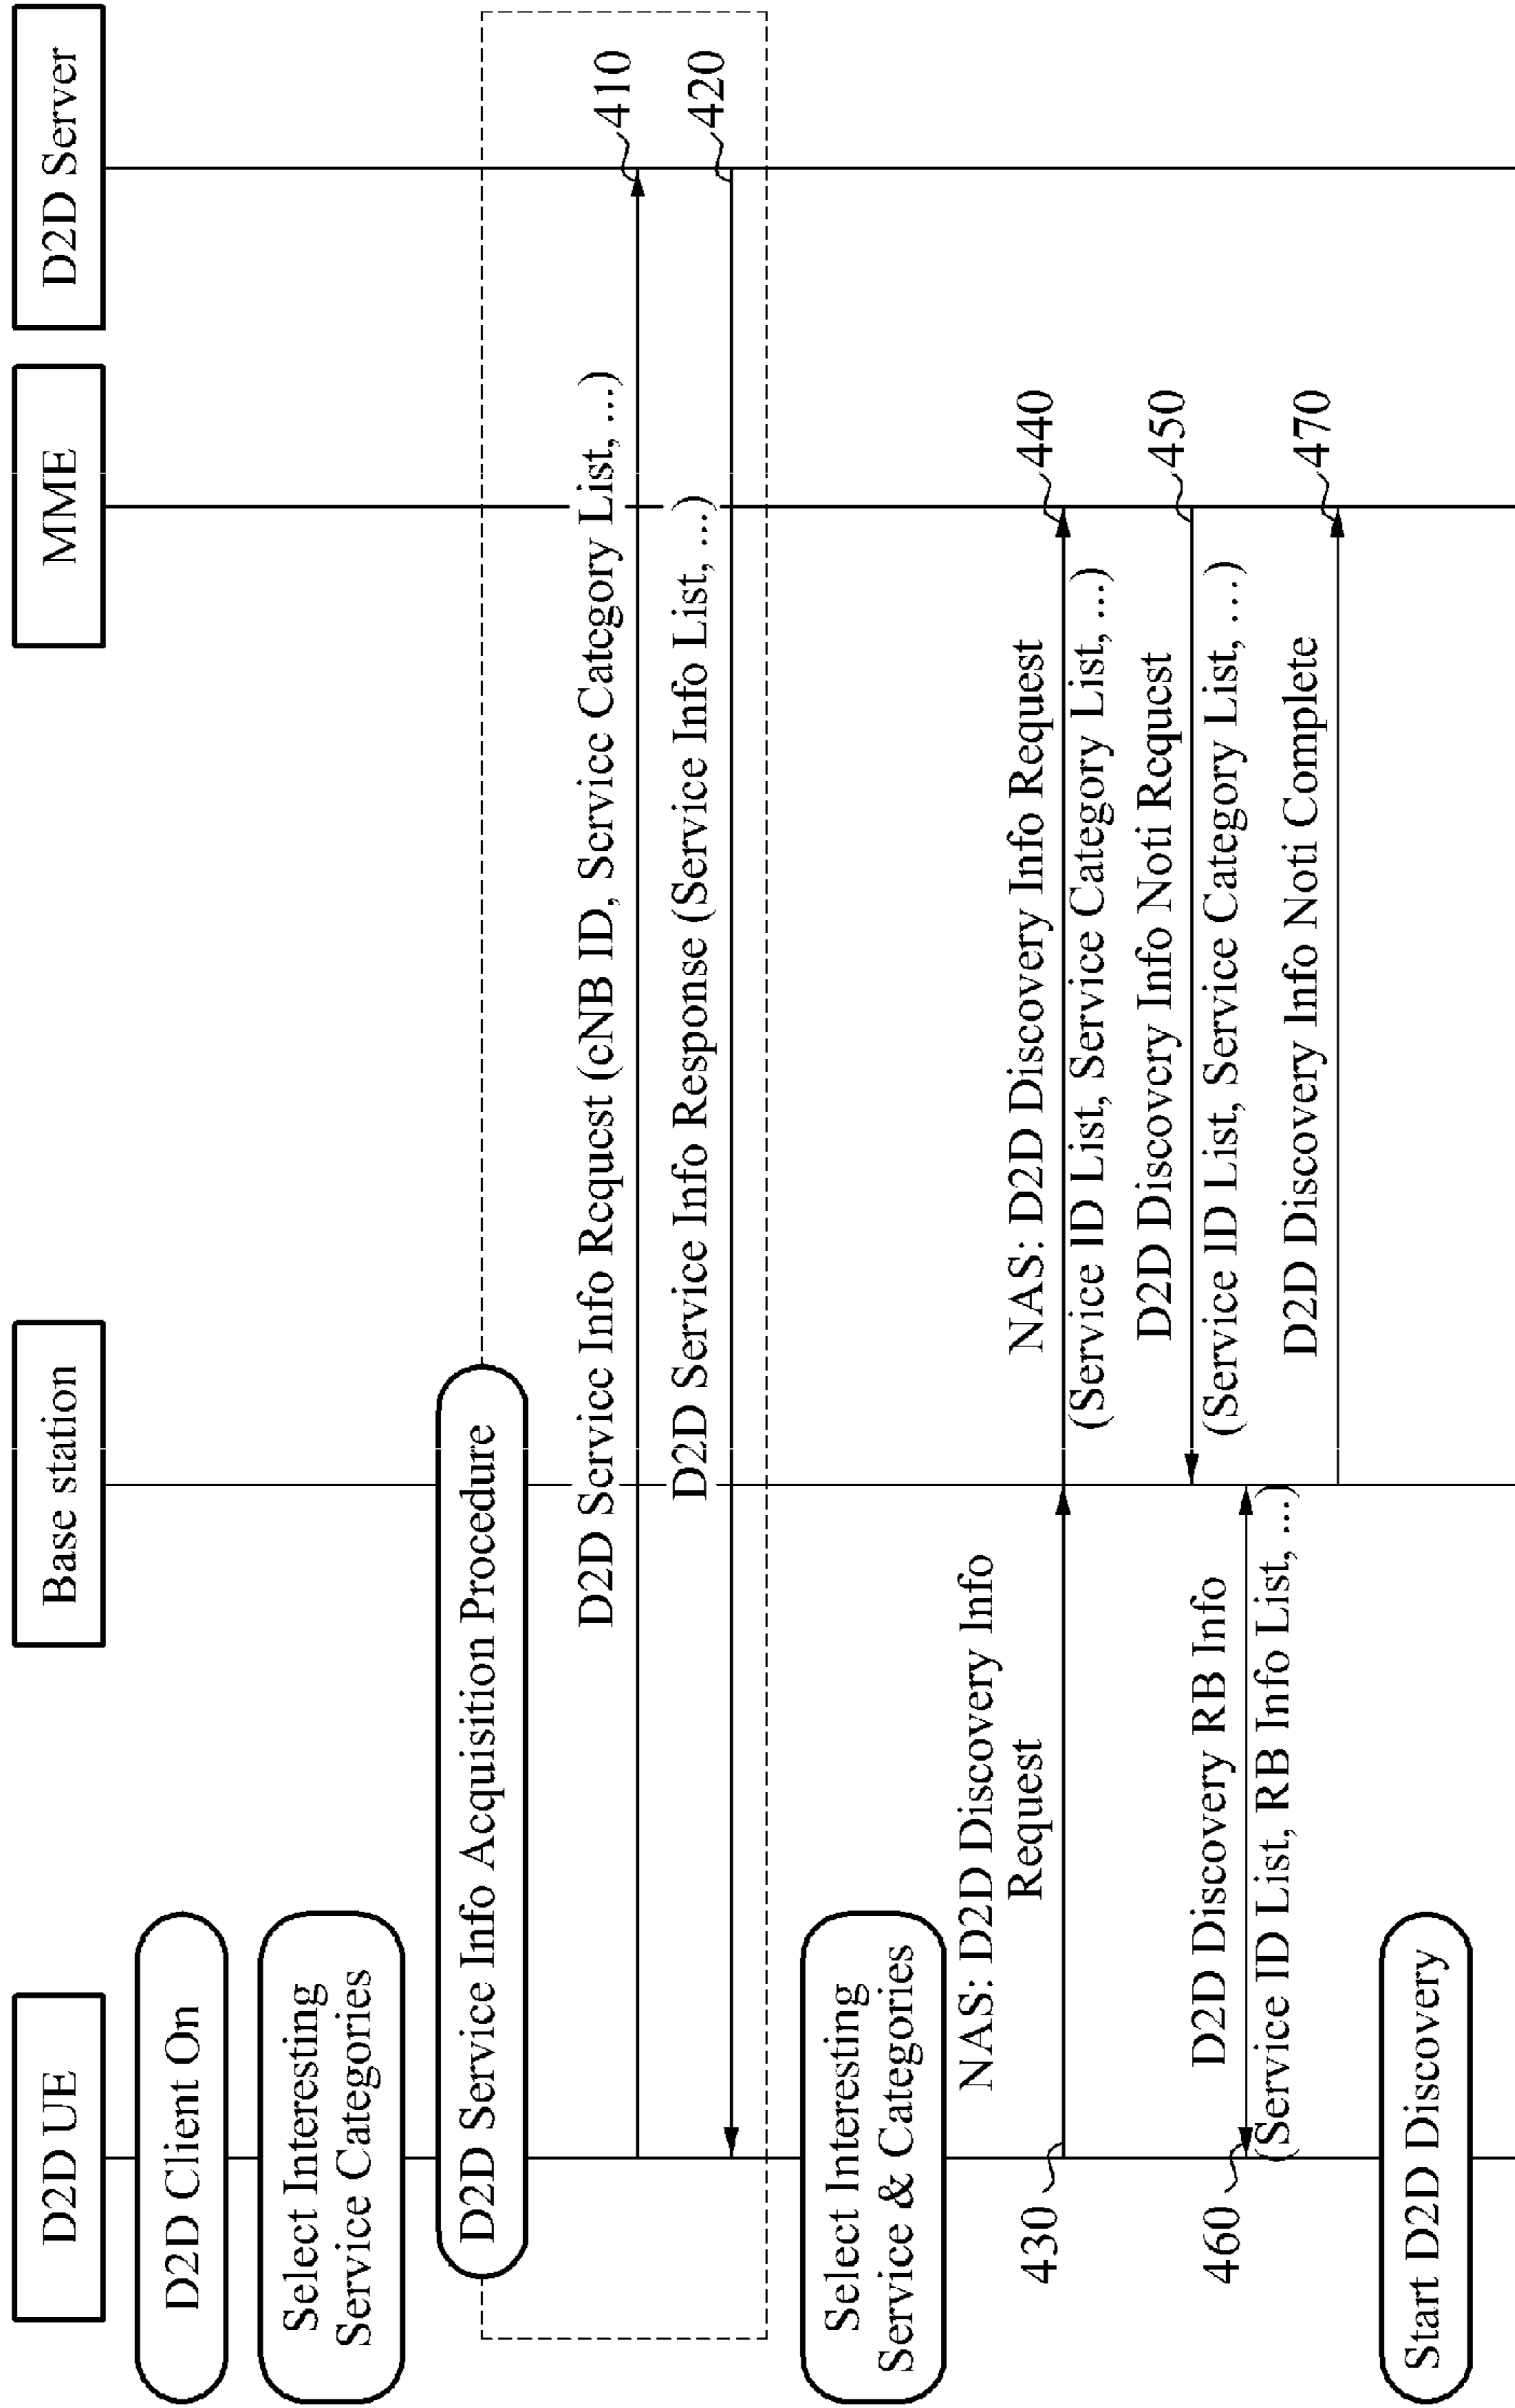 D2D UE
Base station
MME
D2D Server
D2D Client On
Select Interesting
Service Categories
D2D Service Info Acquisition Procedure
D2D Service Info Request (eNB ID, Service Category List, ...)
410
D2D Service Info Response (Service Info List, ...)
420
Select Interesting
Service & Categories
NAS: D2D Discovery Info
Request
430
NAS: D2D Discovery Info Request
(Service ID List, Service Category List, ...)
440
D2D Discovery Info Noti Request
(Service ID List, Service Category List, ....)
450
D2D Discovery RB Info
(Service ID List, RB Info List, ...)
460
D2D Discovery Info Noti Complete
470
Start D2D Discovery